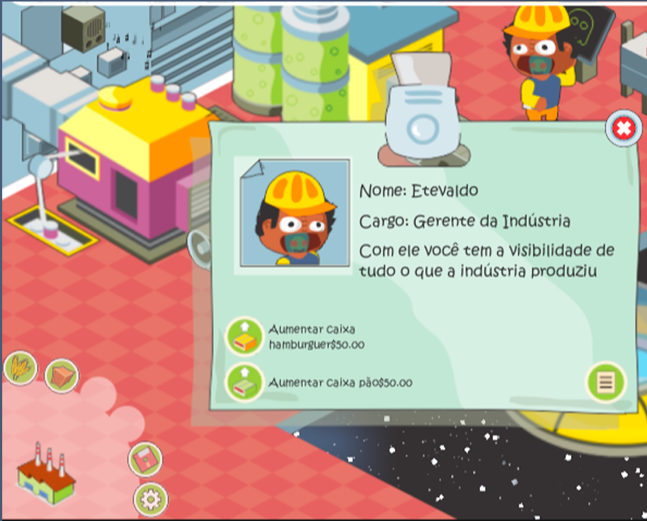 Nome: Etevaldo
Cargo: Gerente da Indústria
Com ele você tem a visibilidade de
tudo o que a indústria produziu
Aumentar caixa
hamburguer$50.00
Aumentar caixa pão$50.00